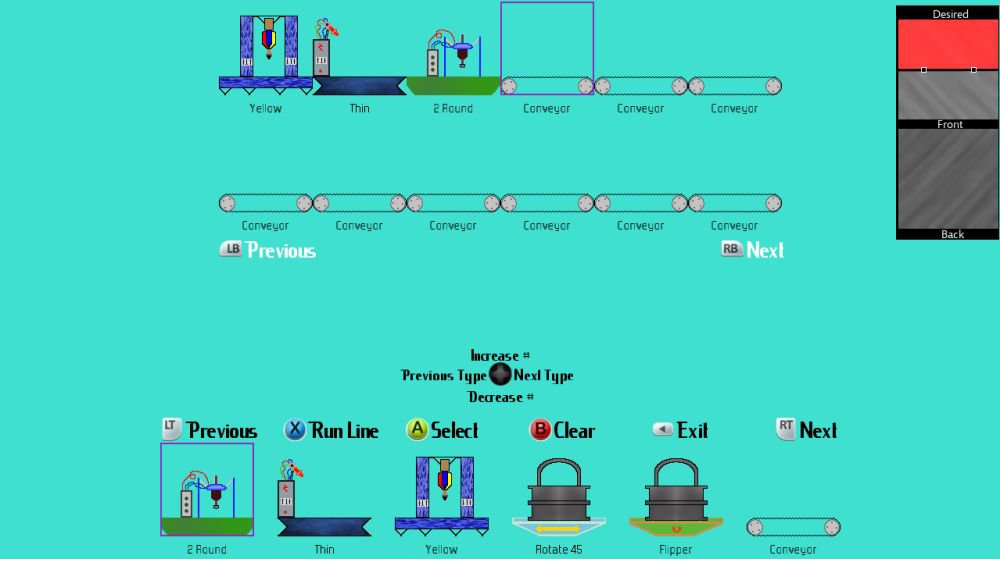 Desired
Yellow
Thin
2 Round
Conveyor
Conveyor
Conveyor
Front
Conveyor
Conveyor
Conveyor
Conveyor
Conveyor
Conveyor
Back
LB Previous
RB Next
Increase #
Previous Type Next Type
Decrease #
LT Previous
X Run Line
A Select
B Clear
Exit
RT Next
2 Round
Thin
Yellow
Rotate 45
Flipper
Conveyor